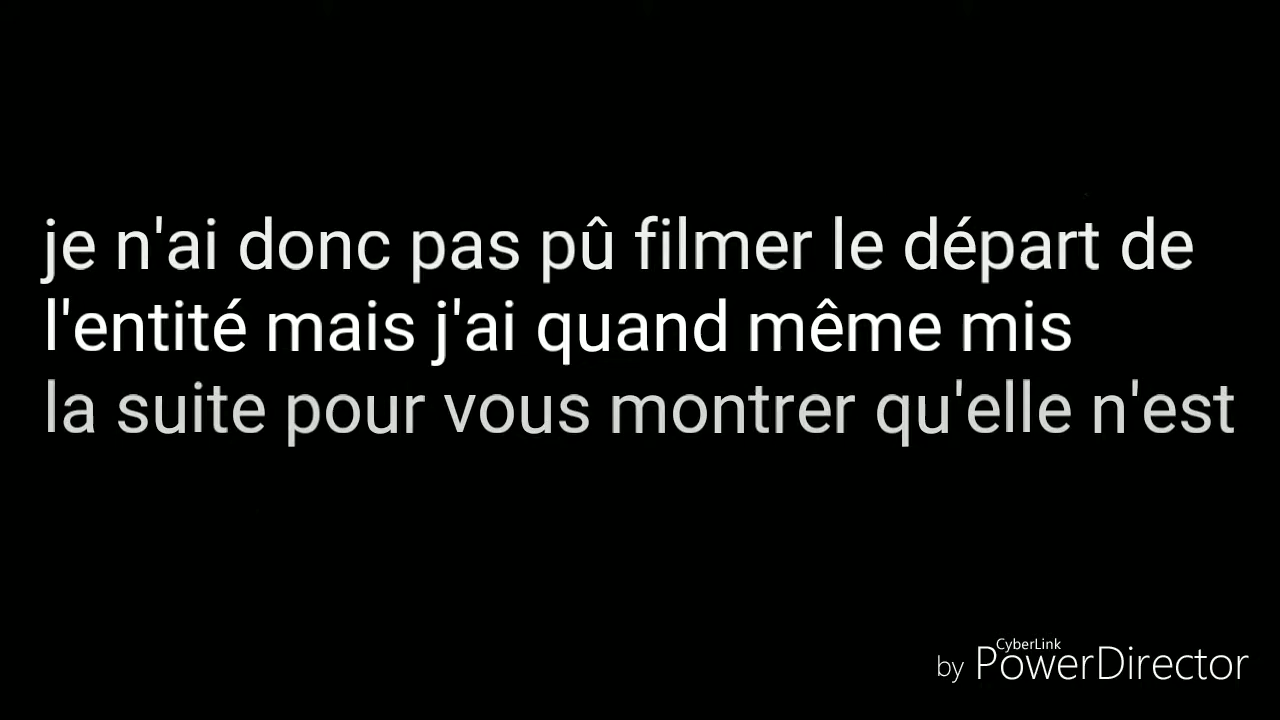 je n'ai donc pas pû filmer le départ de
l'entité mais j'ai quand même mis
la suite pour vous montrer qu'elle n'est
CyberLink
by PowerDirector